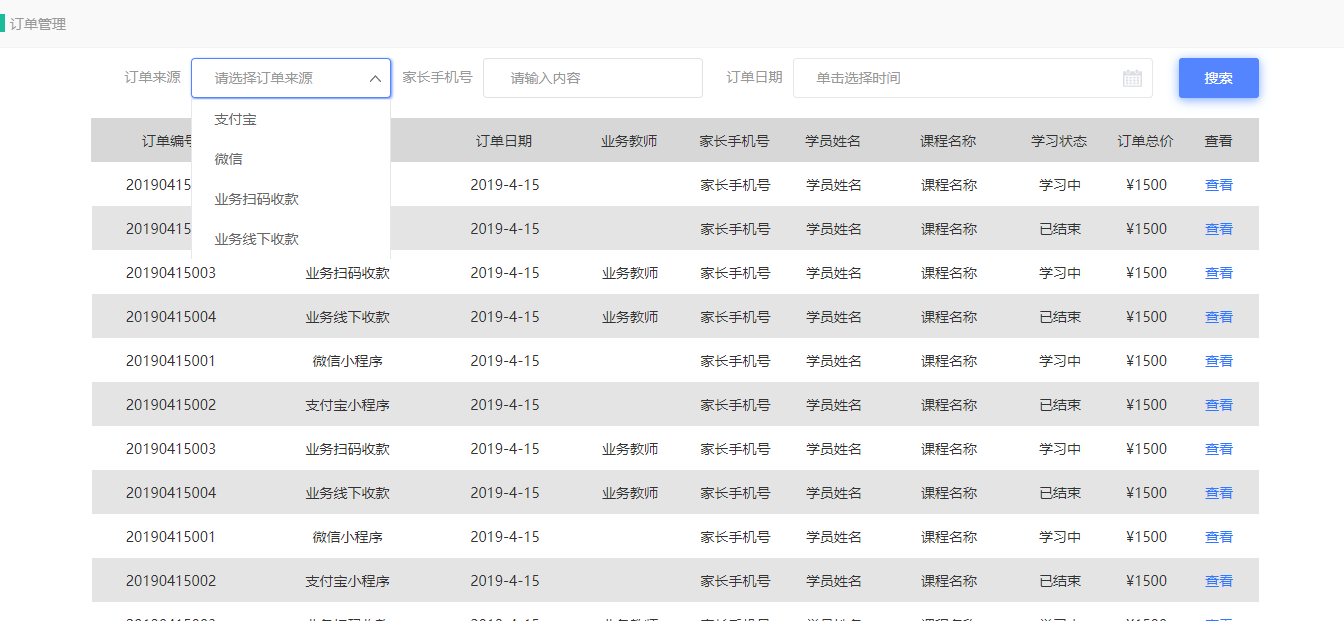 订单管理
订单来源 请选择订单来源 家长手机号 请输入内容 订单日期 单击选择时间 搜索
支付宝
微信
业务扫码收款
业务线下收款
订单编号 订单日期 业务教师 家长手机号 学员姓名 课程名称 学习状态 订单总价 查看
20190415 2019-4-15 家长手机号 学员姓名 课程名称 学习中 ¥1500 查看
20190415 2019-4-15 家长手机号 学员姓名 课程名称 已结束 ¥1500 查看
20190415003 业务扫码收款 2019-4-15 业务教师 家长手机号 学员姓名 课程名称 学习中 ¥1500 查看
20190415004 业务线下收款 2019-4-15 业务教师 家长手机号 学员姓名 课程名称 已结束 ¥1500 查看
20190415001 微信小程序 2019-4-15 家长手机号 学员姓名 课程名称 学习中 ¥1500 查看
20190415002 支付宝小程序 2019-4-15 家长手机号 学员姓名 课程名称 已结束 ¥1500 查看
20190415003 业务扫码收款 2019-4-15 业务教师 家长手机号 学员姓名 课程名称 学习中 ¥1500 查看
20190415004 业务线下收款 2019-4-15 业务教师 家长手机号 学员姓名 课程名称 已结束 ¥1500 查看
20190415001 微信小程序 2019-4-15 家长手机号 学员姓名 课程名称 学习中 ¥1500 查看
20190415002 支付宝小程序 2019-4-15 家长手机号 学员姓名 课程名称 已结束 ¥1500 查看